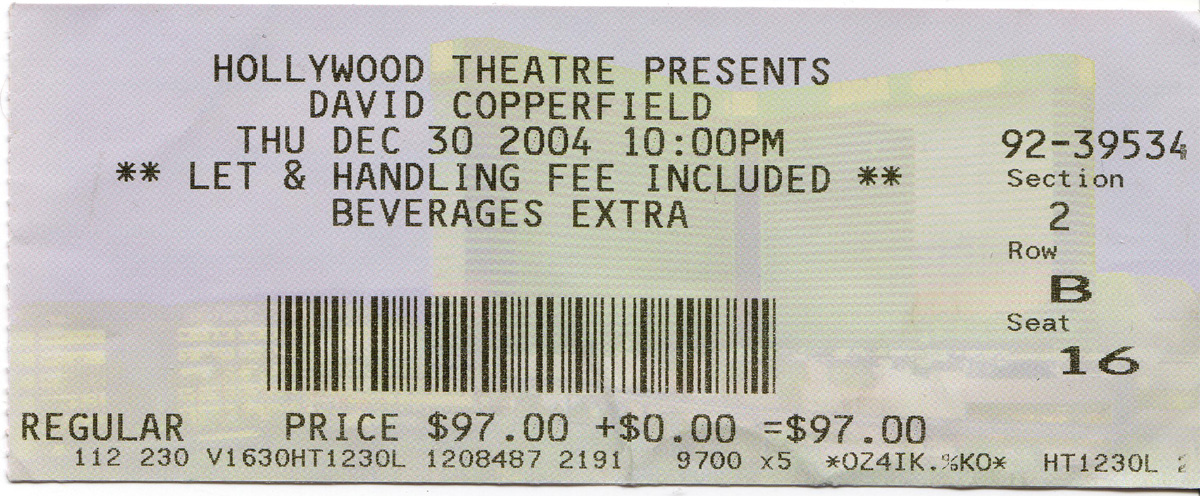 HOLLYWOOD THEATRE PRESENTS
DAVID COPPERFIELD
THU DEC 30 2004 10:00PM
** LET & HANDLING FEE INCLUDED **
BEVERAGES EXTRA
92-39534
Section
2
Row
B
Seat
16
REGULAR PRICE $97.00 +$0.00 =$97.00
112 230 V1630HT1230L 1208487 2191 9700 x5 *OZ4IK.%KO* HT1230L